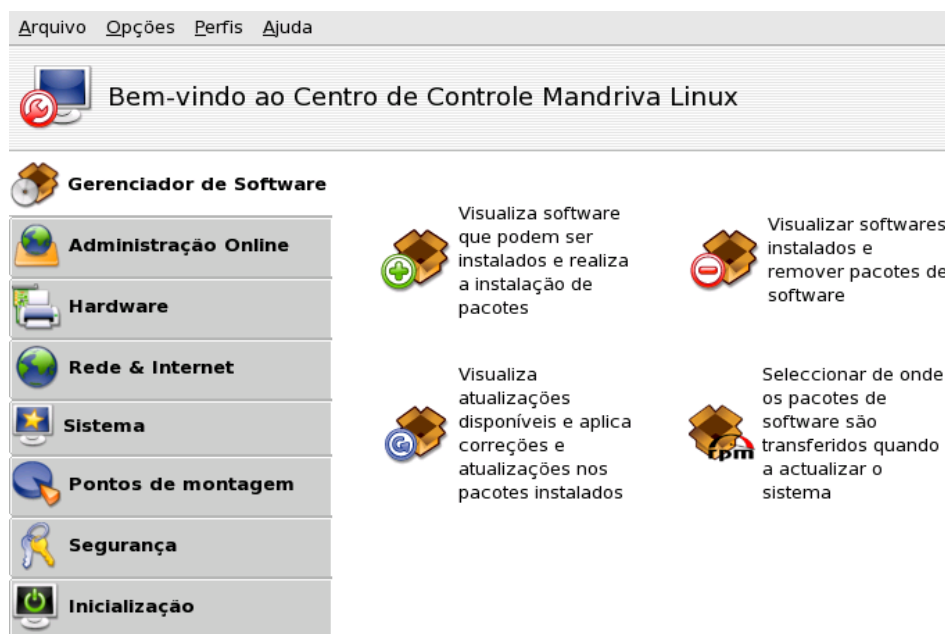 Arquivo Opções Perfis Ajuda
Bem-vindo ao Centro de Controle Mandriva Linux
Gerenciador de Software
Administração Online
Hardware
Rede & Internet
Sistema
Pontos de montagem
Segurança
Inicialização
Visualiza software
que podem ser
instalados e realiza
a instalação de
pacotes
Visualizar softwares
instalados e
remover pacotes de
software
Visualiza
atualizações
disponíveis e aplica
correções e
atualizações nos
pacotes instalados
rpm
Seleccionar de onde
os pacotes de
software são
transferidos quando
a actualizar o
sistema